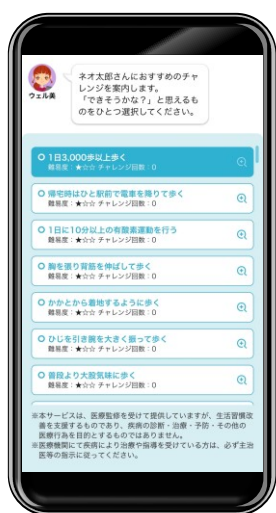 ウェル美
ネオ太郎さんにおすすめのチャ
レンジを案内します。
「できそうかな？」と思えるも
のをひとつ選択してください。
1日3,000歩以上歩く
難易度：★☆☆ チャレンジ回数：0
帰宅時はひと駅前で電車を降りて歩く
難易度：★☆☆ チャレンジ回数：0
1日に10分以上の有酸素運動を行う
難易度：★☆☆ チャレンジ回数：0
胸を張り背筋を伸ばして歩く
難易度：★☆☆ チャレンジ回数：0
かかとから着地するように歩く
難易度：★☆☆ チャレンジ回数：0
ひじを引き腕を大きく振って歩く
難易度：★☆☆ チャレンジ回数：0
普段より大股気味に歩く
難易度：★☆☆ チャレンジ回数：0
※本サービスは、医療監修を受けて提供していますが、生活習慣改
善を支援するものであり、疾病の診断・治療・予防・その他の
医療行為を目的とするものではありません。
※医療機関にて疾病により治療や指導を受けている方は、必ず主治
医等の指示に従ってください。